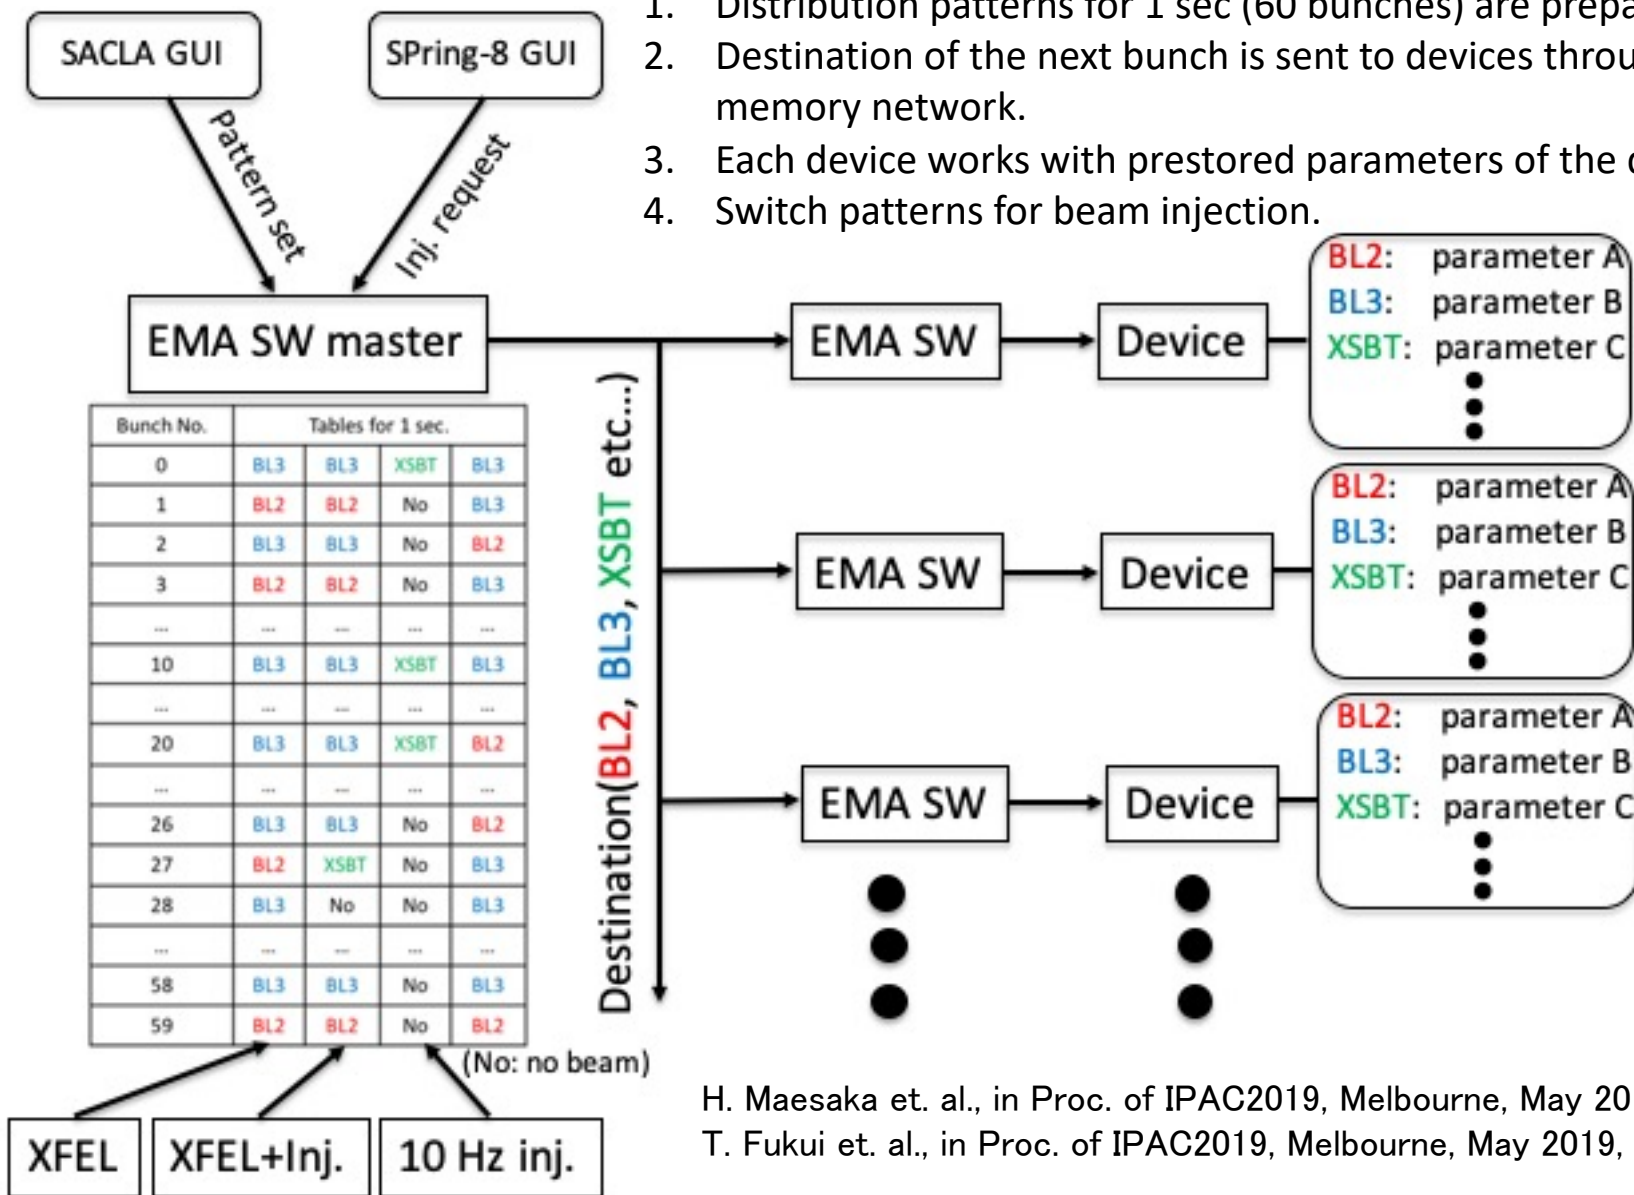 SACLA GUI
SPring-8 GUI
Pattern set
Inj. request
1. Distribution patterns for 1 sec (60 bunches) are
2. Destination of the next bunch is sent to devices
memory network.
3. Each device works with prestored parameters of the
4. Switch patterns for beam injection.
EMA SW master
Bunch No. Tables for 1 sec.
0 BL3 BL3 XSBT BL3
1 BL2 BL2 No BL3
2 BL3 BL3 No BL2
3 BL2 BL2 No BL3
... ... ... ... ...
10 BL3 BL3 XSBT BL3
... ... ... ... ...
20 BL3 BL3 XSBT BL2
... ... ... ... ...
26 BL3 BL3 No BL2
27 BL2 XSBT No BL3
28 BL3 No No BL3
... ... ... ... ...
58 BL3 BL3 No BL3
59 BL2 BL2 No BL2
(No: no beam)
XFEL
XFEL+Inj.
10 Hz inj.
Destination(BL2, BL3, XSBT etc...)
EMA SW
Device
BL2: parameter A
BL3: parameter B
XSBT: parameter C
EMA SW
Device
BL2: parameter A
BL3: parameter B
XSBT: parameter C
EMA SW
Device
BL2: parameter A
BL3: parameter B
XSBT: parameter C
H. Maesaka et. al., in Proc. of IPAC2019, Melbourne, May 20
T. Fukui et. al., in Proc. of IPAC2019, Melbourne, May 2019,